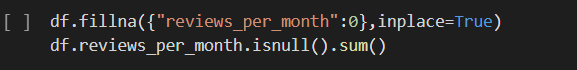 [ ] df.fillna({"reviews_per_month":0},inplace=True)
df.reviews_per_month.isnull().sum()